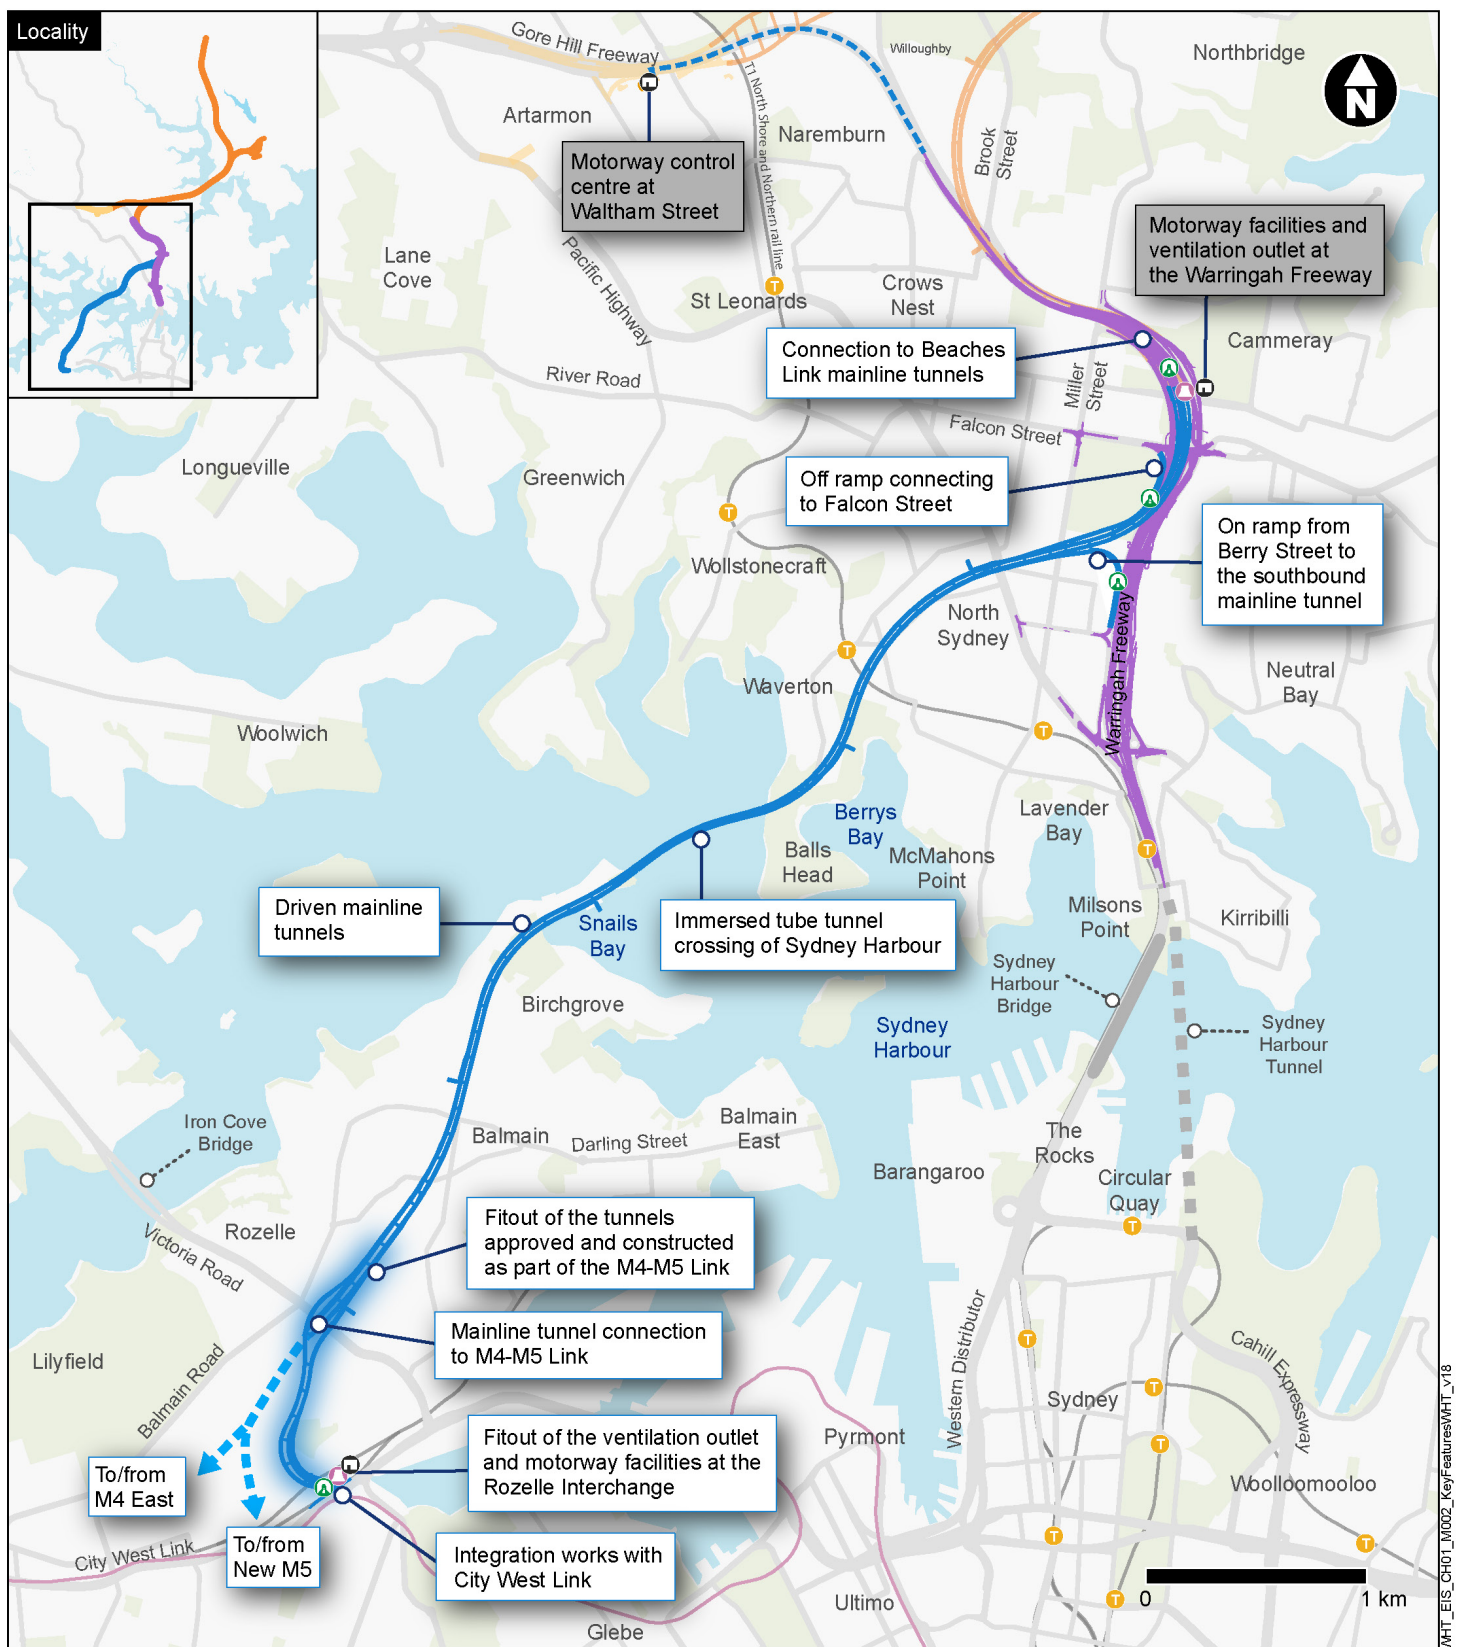 Locality
Gore Hill Freeway
Willoughby
Northbridge
N
Artarmon
T1 North Shore and Northern rail line
Naremburn
Brook
Street
Motorway control
centre at
Waltham Street
Motorway facilities and
ventilation outlet at
the Warringah Freeway
Lane
Cove
Pacific Highway
T
St Leonards
Crows
Nest
Cammeray
Connection to Beaches
Link mainline tunnels
Miller
Street
River Road
Falcon Street
Longueville
Greenwich
Off ramp connecting
to Falcon Street
T
On ramp from
Berry Street to
the southbound
mainline tunnel
Wollstonecraft
North
Sydney
Warringah Freeway
T
Waverton
Neutral
Bay
Woolwich
T
Berrys
Bay
Lavender
Bay
Balls
Head
McMahons
Point
T
Driven mainline
tunnels
Snails
Bay
Immersed tube tunnel
crossing of Sydney Harbour
Milsons
Point
Kirribilli
Sydney
Harbour
Bridge
Birchgrove
Sydney
Harbour
Sydney
Harbour
Tunnel
Iron Cove
Bridge
Balmain
Darling Street
Balmain
East
The
Rocks
Barangaroo
Circular
Quay
T
Rozelle
Victoria Road
Fitout of the tunnels
approved and constructed
as part of the M4-M5 Link
Mainline tunnel connection
to M4-M5 Link
Lilyfield
Balmain Road
Western Distributor
T
Cahill Expressway
T
Sydney
Fitout of the ventilation outlet
and motorway facilities at the
Rozelle Interchange
Pyrmont
T
To/from
M4 East
Woolloomooloo
To/from
New M5
City West Link
Integration works with
City West Link
T
T
Ultimo
T
0
1 km
Glebe
WHT_EIS_CH01_M002_KeyFeaturesWHT_v18